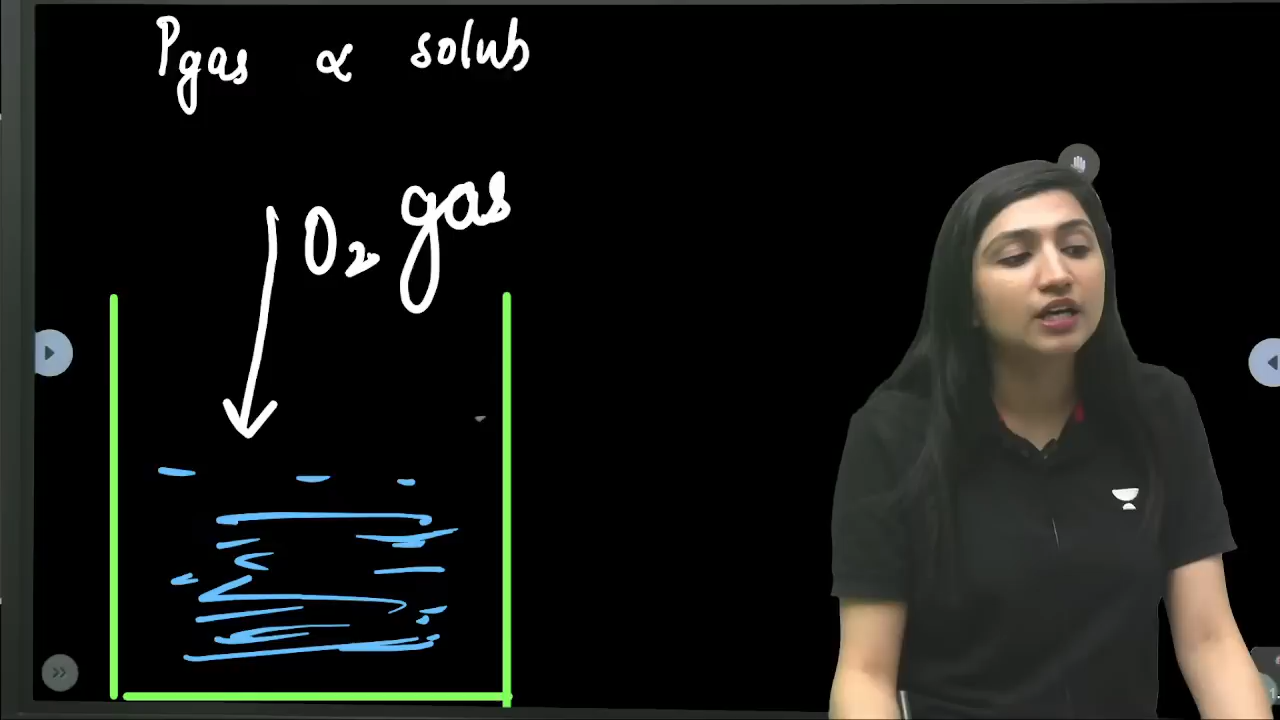 Pgas ∝ solub
O₂ gas